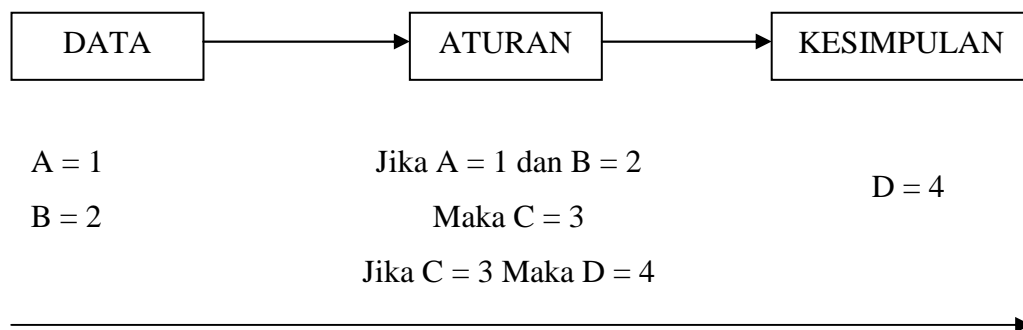 DATA
ATURAN
KESIMPULAN
A = 1
B = 2
Jika A = 1 dan B = 2
Maka C = 3
Jika C = 3 Maka D = 4
D = 4